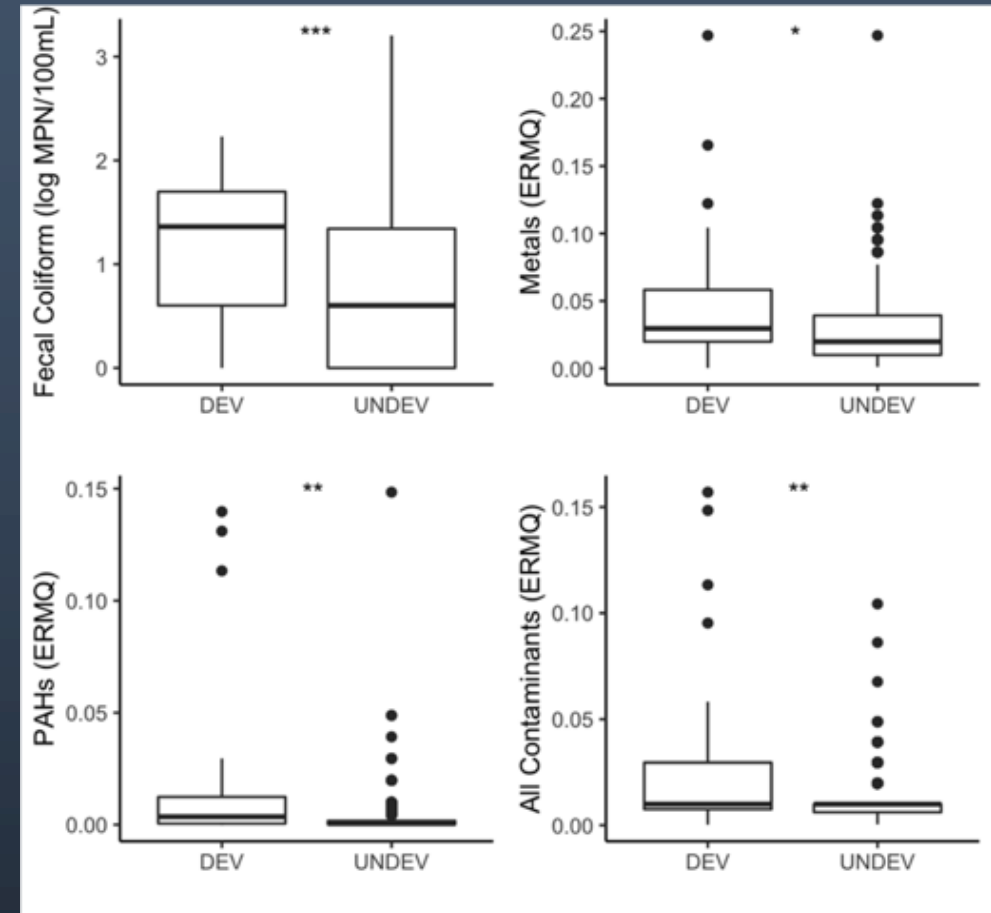 Fecal Coliform (log MPN/100mL)
3
2
1
0
***
DEV
UNDEV
Metals (ERMQ)
0.25
0.20
0.15
0.10
0.05
0.00
*
DEV
UNDEV
PAHs (ERMQ)
0.15
0.10
0.05
0.00
**
DEV
UNDEV
All Contaminants (ERMQ)
0.15
0.10
0.05
0.00
**
DEV
UNDEV